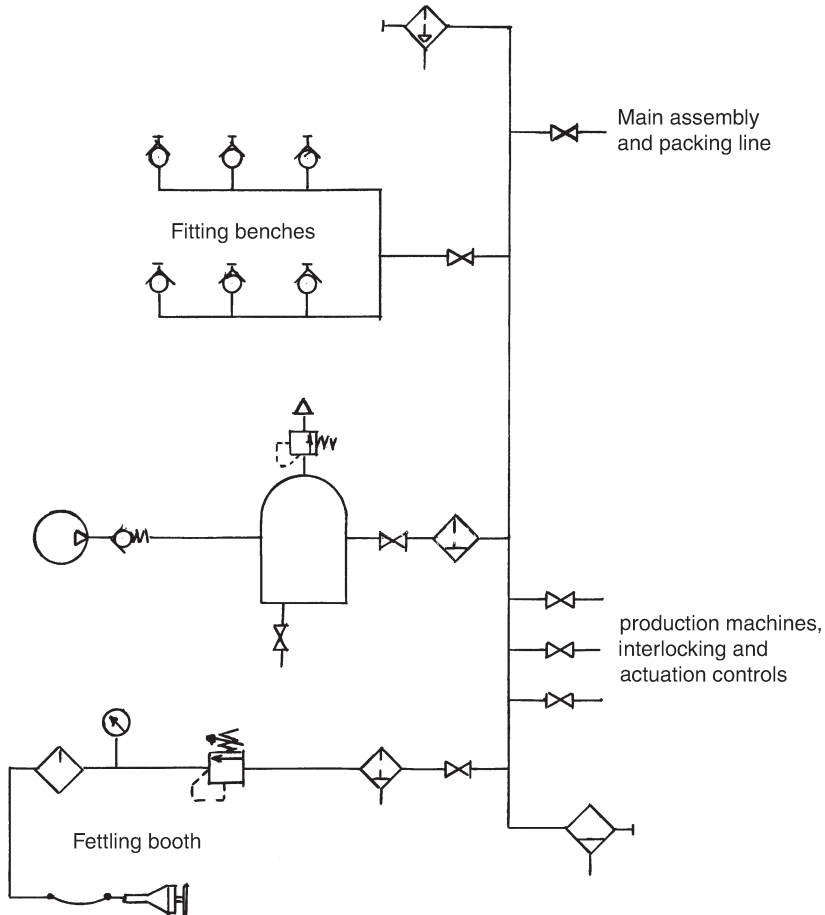 Main assembly
and packing line
Fitting benches
production machines,
interlocking and
actuation controls
Fettling booth